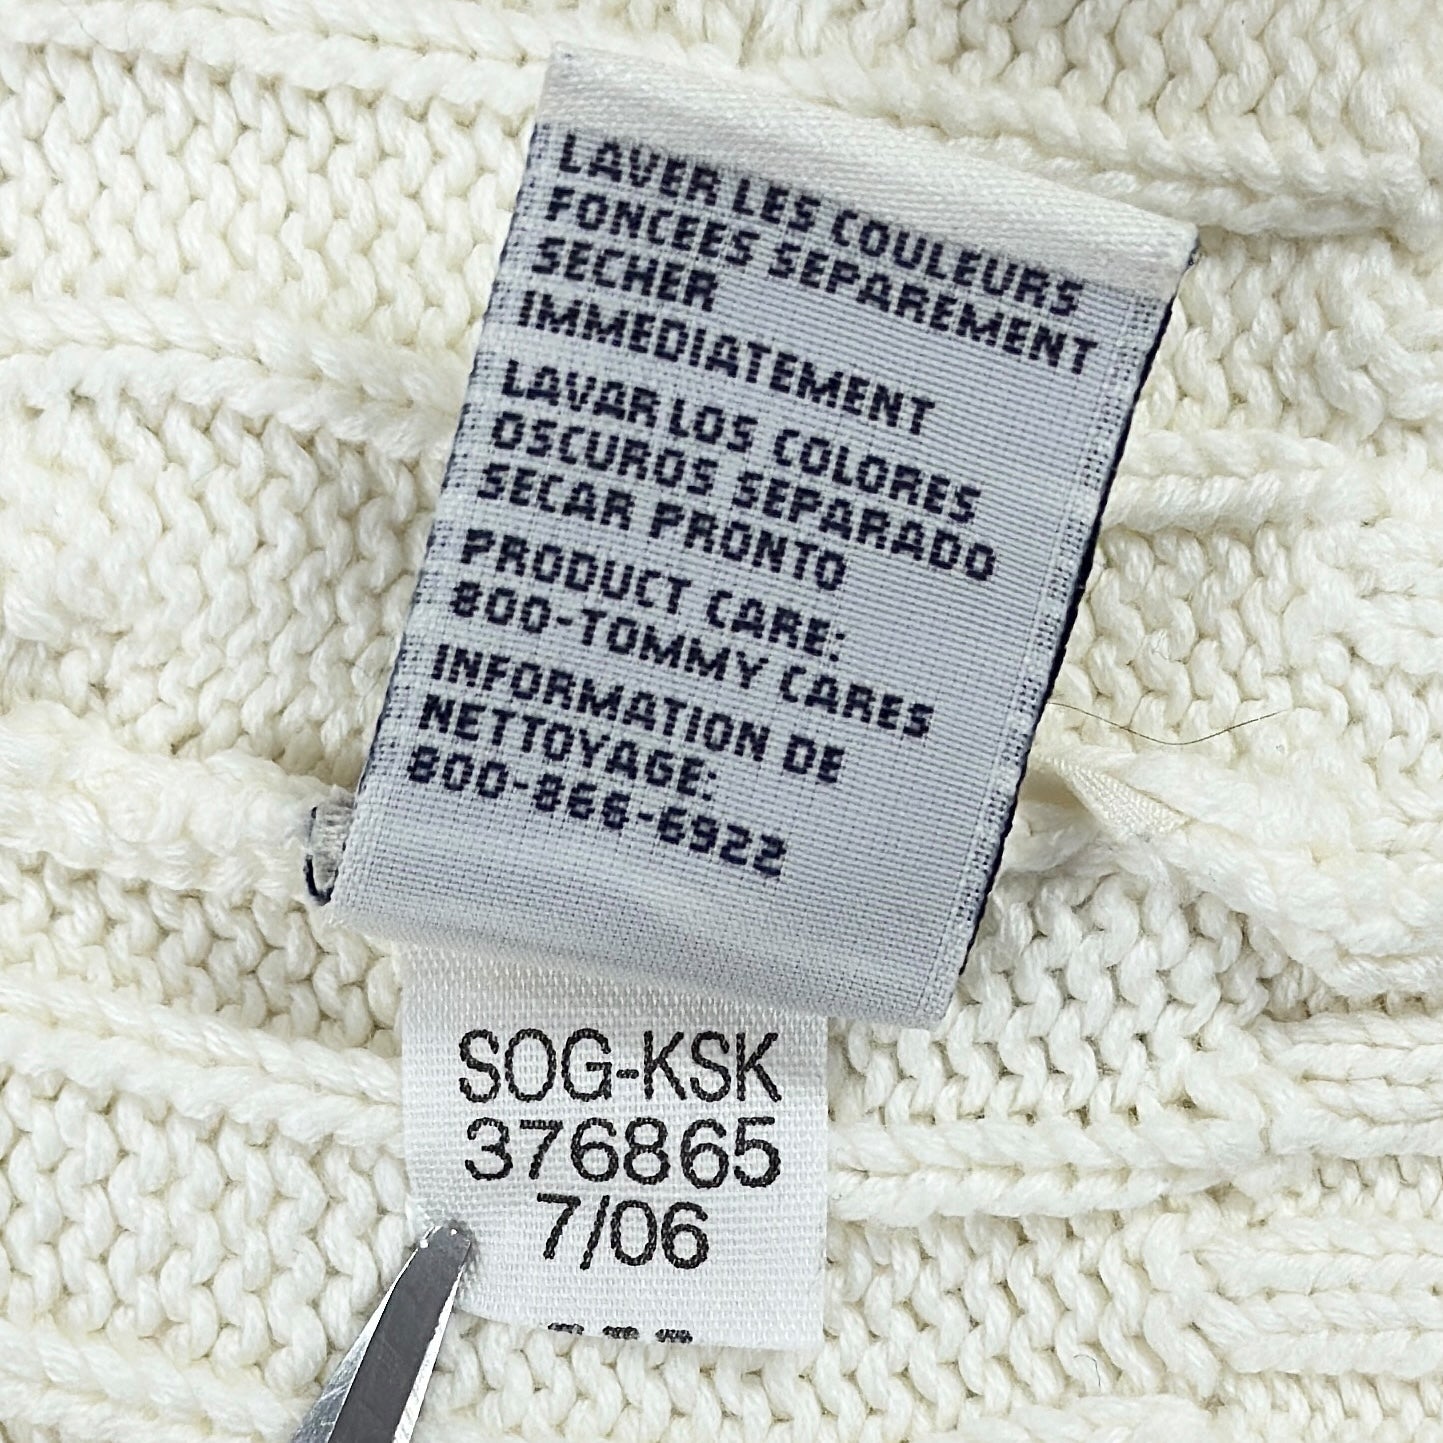 LAVER LES COULEURS
FONCEES SEPAREMENT
SECHER
IMMEDIATEMENT
LAVAR LOS COLORES
OSCUROS SEPARADO
SECAR PRONTO
PRODUCT CARE:
800-TOMMY CARES
INFORMATION DE
NETTOYAGE:
800-866-6922
SOG-KSK
376865
7/06